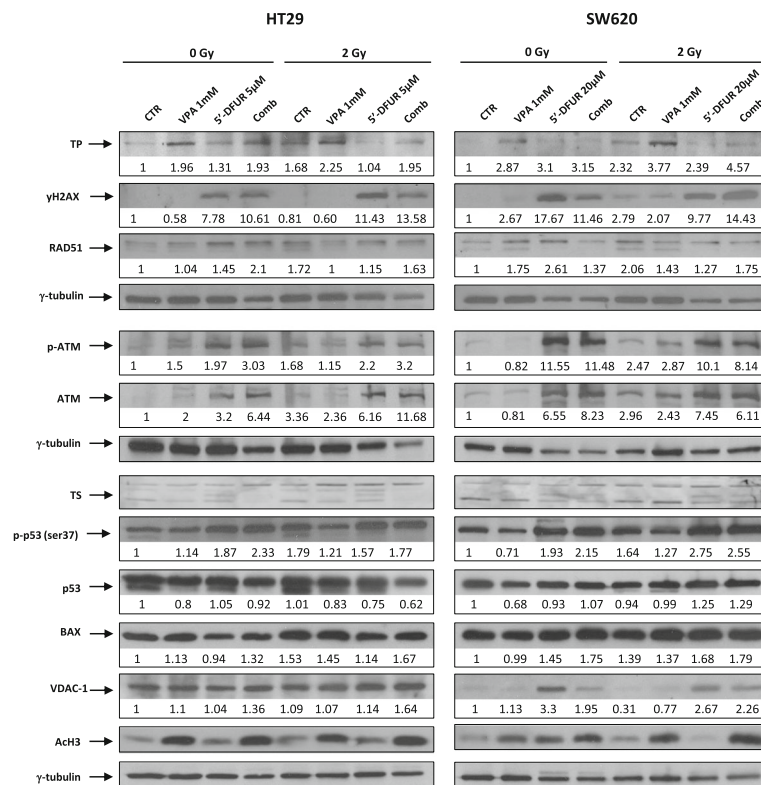 HT29 SW620
0 Gy 2 Gy 0 Gy 2 Gy
CTR VPA 1mM 5'-DFUR 5μM Comb CTR VPA 1mM 5'-DFUR 5μM Comb CTR VPA 1mM 5'-DFUR 20μM Comb CTR VPA 1mM 5'-DFUR 20μM Comb
TP
1 1.96 1.31 1.93 1.68 2.25 1.04 1.95 1 2.87 3.1 3.15 2.32 3.77 2.39 4.57
γH2AX
1 0.58 7.78 10.61 0.81 0.60 11.43 13.58 1 2.67 17.67 11.46 2.79 2.07 9.77 14.43
RAD51
1 1.04 1.45 2.1 1.72 1 1.15 1.63 1 1.75 2.61 1.37 2.06 1.43 1.27 1.75
γ-tubulin
p-ATM
1 1.5 1.97 3.03 1.68 1.15 2.2 3.2 1 0.82 11.55 11.48 2.47 2.87 10.1 8.14
ATM
1 2 3.2 6.44 3.36 2.36 6.16 11.68 1 0.81 6.55 8.23 2.96 2.43 7.45 6.11
γ-tubulin
TS
p-p53 (ser37)
1 1.14 1.87 2.33 1.79 1.21 1.57 1.77 1 0.71 1.93 2.15 1.64 1.27 2.75 2.55
p53
1 0.8 1.05 0.92 1.01 0.83 0.75 0.62 1 0.68 0.93 1.07 0.94 0.99 1.25 1.29
BAX
1 1.13 0.94 1.32 1.53 1.45 1.14 1.67 1 0.99 1.45 1.75 1.39 1.37 1.68 1.79
VDAC-1
1 1.1 1.04 1.36 1.09 1.07 1.14 1.64 1 1.13 3.3 1.95 0.31 0.77 2.67 2.26
AcH3
γ-tubulin